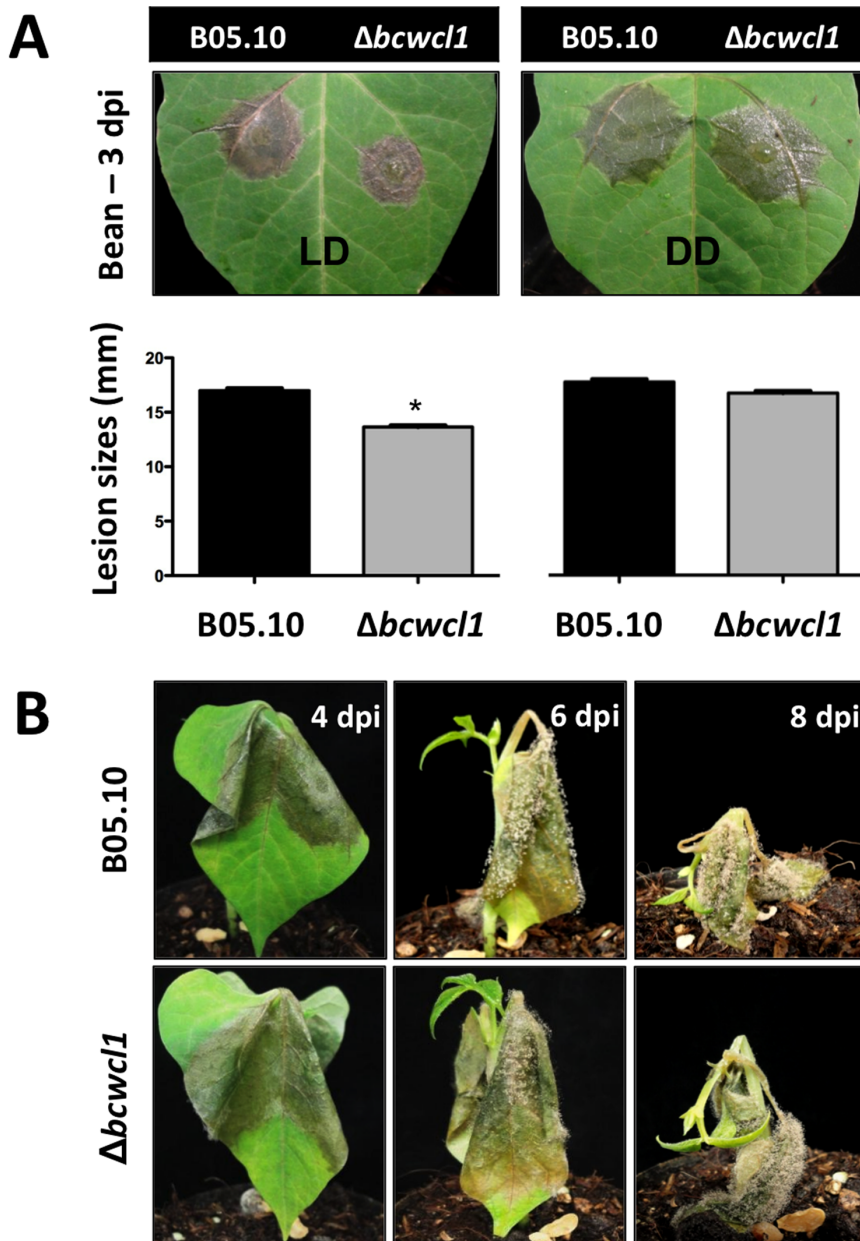 A
B05.10 Δbcwcl1 B05.10 Δbcwcl1
Bean – 3 dpi
LD DD
Lesion sizes (mm)
20
15
10
5
0
*
B05.10 Δbcwcl1 B05.10 Δbcwcl1
B
4 dpi 6 dpi 8 dpi
B05.10
Δbcwcl1